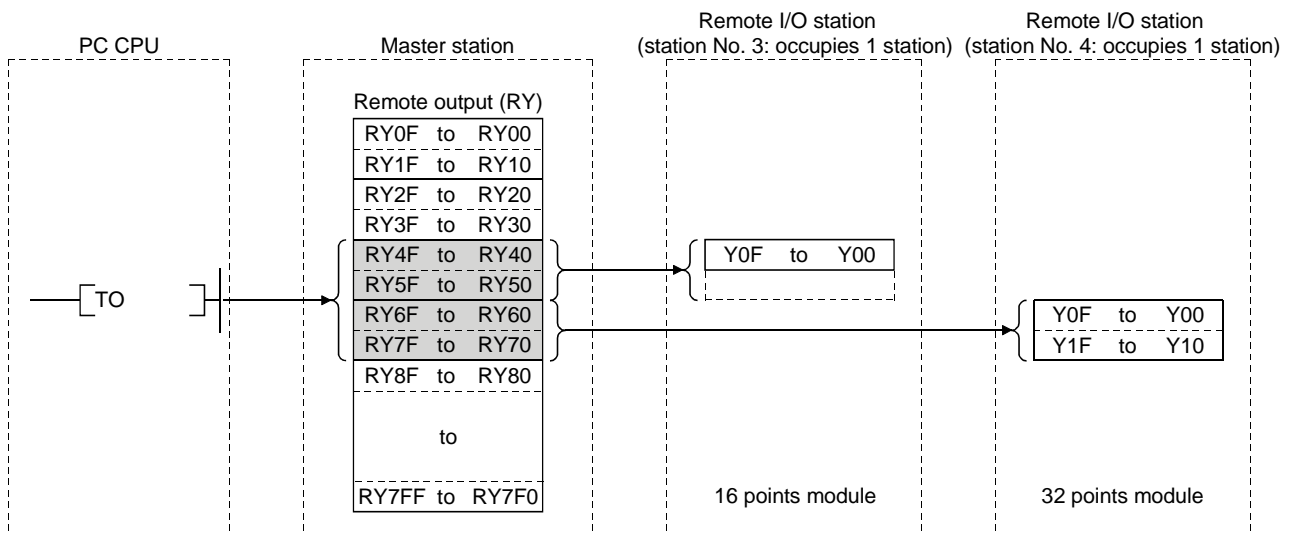 PC CPU
Master station
Remote I/O station
(station No. 3: occupies 1 station)
Remote I/O station
(station No. 4: occupies 1 station)
Remote output (RY)
RY0F to RY00
RY1F to RY10
RY2F to RY20
RY3F to RY30
RY4F to RY40
RY5F to RY50
RY6F to RY60
RY7F to RY70
RY8F to RY80
to
RY7FF to RY7F0
TO
Y0F to Y00
16 points module
Y0F to Y00
Y1F to Y10
32 points module